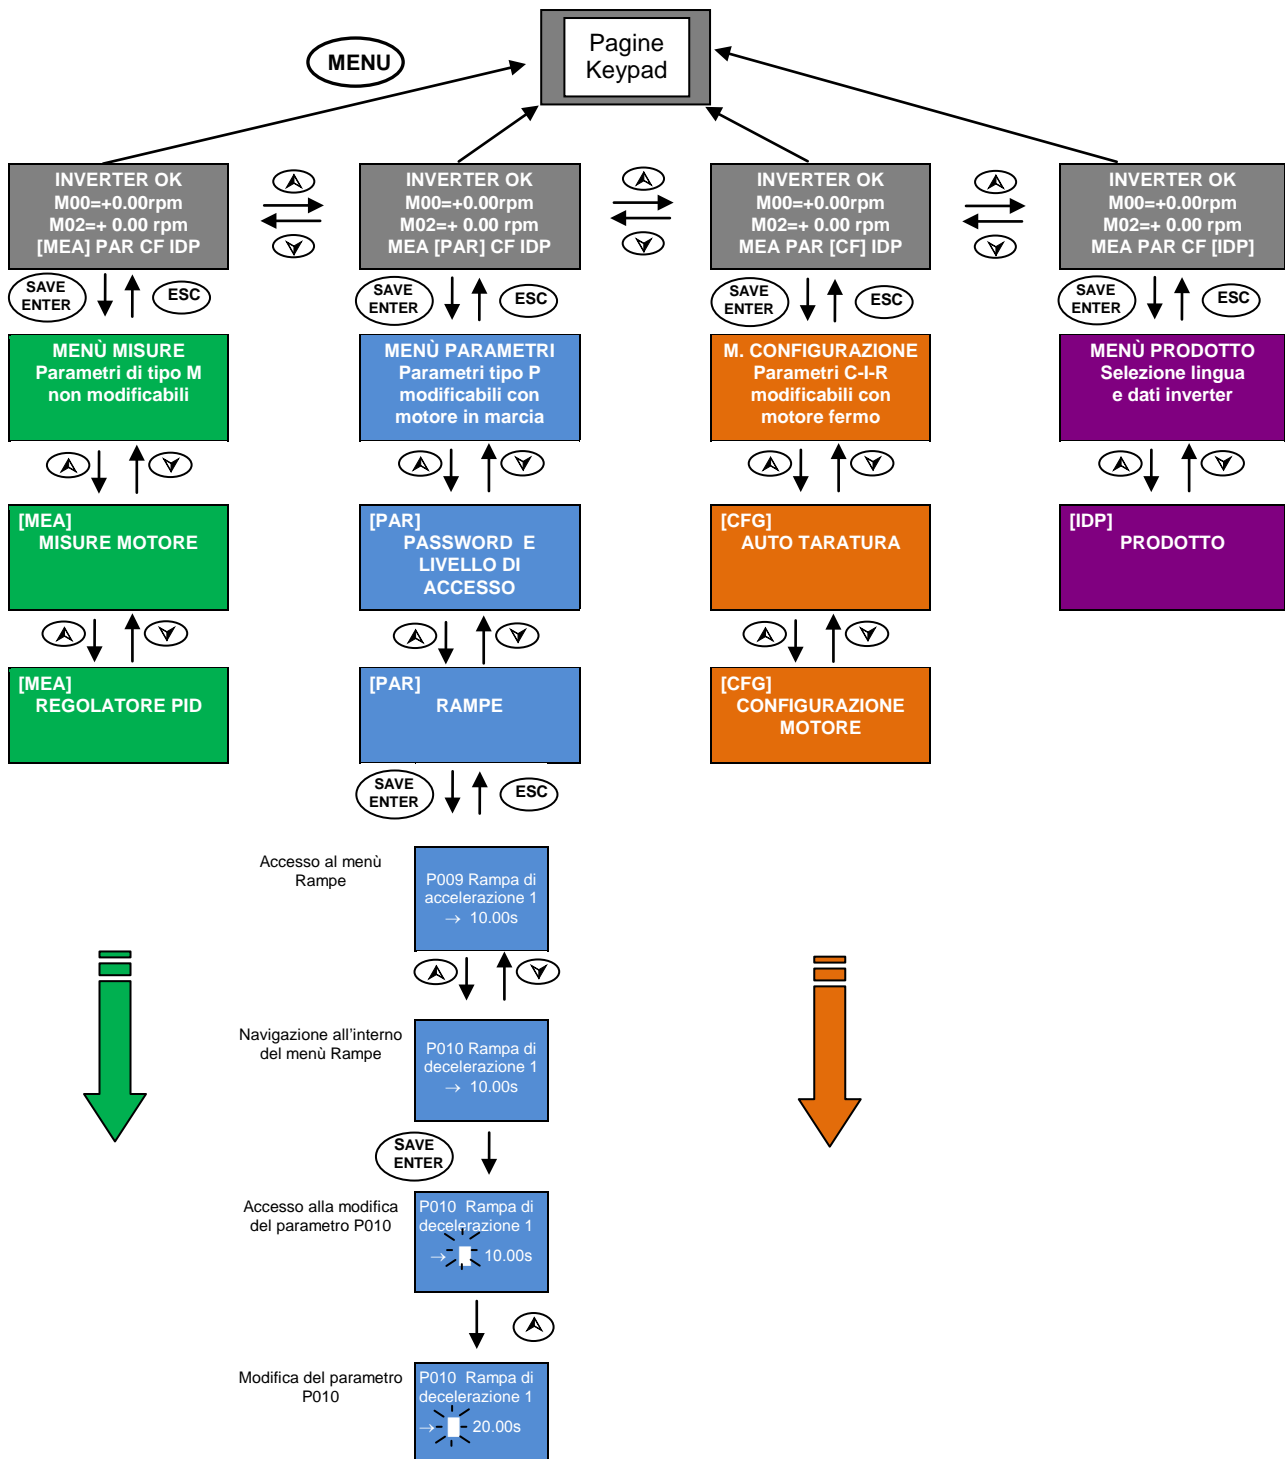 Pagine
Keypad
MENU
INVERTER OK
M00=+0.00rpm
M02=+ 0.00 rpm
[MEA] PAR CF IDP
INVERTER OK
M00=+0.00rpm
M02=+ 0.00 rpm
MEA [PAR] CF IDP
INVERTER OK
M00=+0.00rpm
M02=+ 0.00 rpm
MEA PAR [CF] IDP
INVERTER OK
M00=+0.00rpm
M02=+ 0.00 rpm
MEA PAR CF [IDP]
SAVE
ENTER
ESC
SAVE
ENTER
ESC
SAVE
ENTER
ESC
SAVE
ENTER
ESC
MENÙ MISURE
Parametri di tipo M
non modificabili
MENÙ PARAMETRI
Parametri tipo P
modificabili con
motore in marcia
M. CONFIGURAZIONE
Parametri C-I-R
modificabili con
motore fermo
MENÙ PRODOTTO
Selezione lingua
e dati inverter
[MEA]
MISURE MOTORE
[PAR]
PASSWORD E
LIVELLO DI
ACCESSO
[CFG]
AUTO TARATURA
[IDP]
PRODOTTO
[MEA]
REGOLATORE PID
[PAR]
RAMPE
[CFG]
CONFIGURAZIONE
MOTORE
SAVE
ENTER
ESC
Accesso al menù
Rampe
P009 Rampa di
accelerazione 1
→ 10.00s
Navigazione all'interno
del menù Rampe
P010 Rampa di
decelerazione 1
→ 10.00s
SAVE
ENTER
Accesso alla modifica
del parametro P010
P010 Rampa di
decelerazione 1
→ 10.00s
Modifica del parametro
P010
P010 Rampa di
decelerazione 1
→ 20.00s